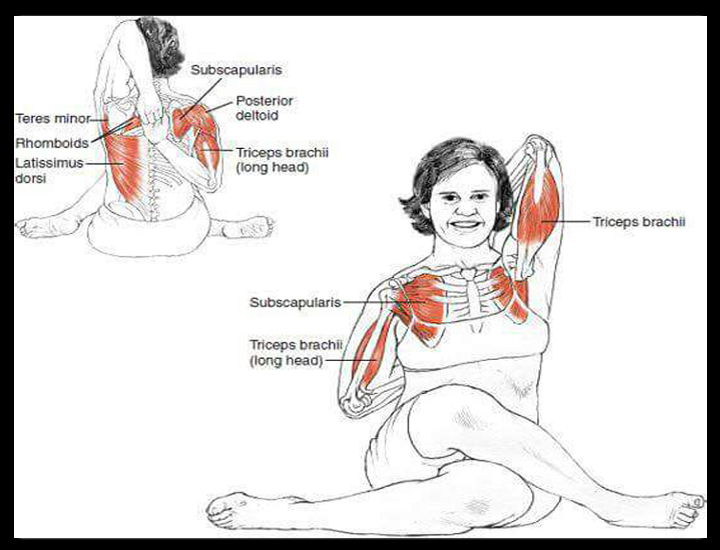 Subscapularis
Posterior
deltoid
Teres minor
Rhomboids
Latissimus
dorsi
Triceps brachii
(long head)
Triceps brachii
Subscapularis
Triceps brachii
(long head)